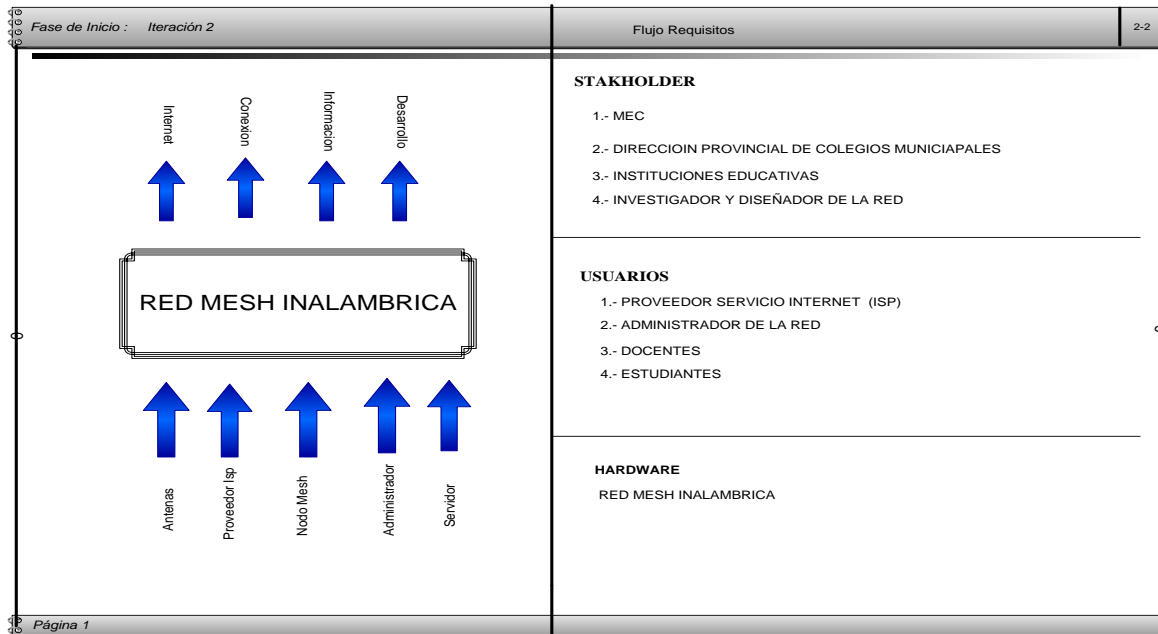 Fase de Inicio : Iteración 2
Flujo Requisitos
2-2
Internet
Conexion
Informacion
Desarrollo
RED MESH INALAMBRICA
Antenas
Proveedor Isp
Nodo Mesh
Administrador
Servidor
STAKHOLDER
1.- MEC
2.- DIRECCIOIN PROVINCIAL DE COLEGIOS MUNICIAPALES
3.- INSTITUCIONES EDUCATIVAS
4.- INVESTIGADOR Y DISEÑADOR DE LA RED
USUARIOS
1.- PROVEEDOR SERVICIO INTERNET (ISP)
2.- ADMINISTRADOR DE LA RED
3.- DOCENTES
4.- ESTUDIANTES
HARDWARE
RED MESH INALAMBRICA
Página 1